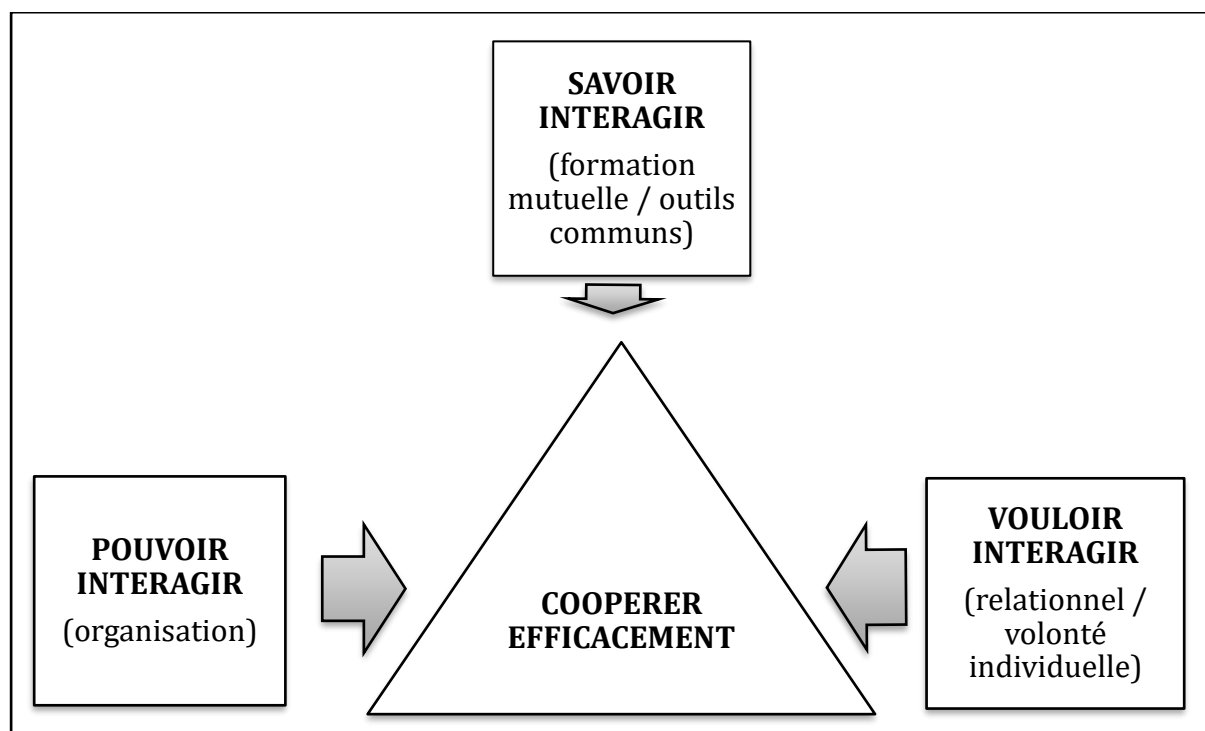 SAVOIR
INTERAGIR
(formation
mutuelle / outils
communs)
POUVOIR
INTERAGIR
(organisation)
COOPERER
EFFICACEMENT
VOULOIR
INTERAGIR
(relationnel /
volonté
individuelle)